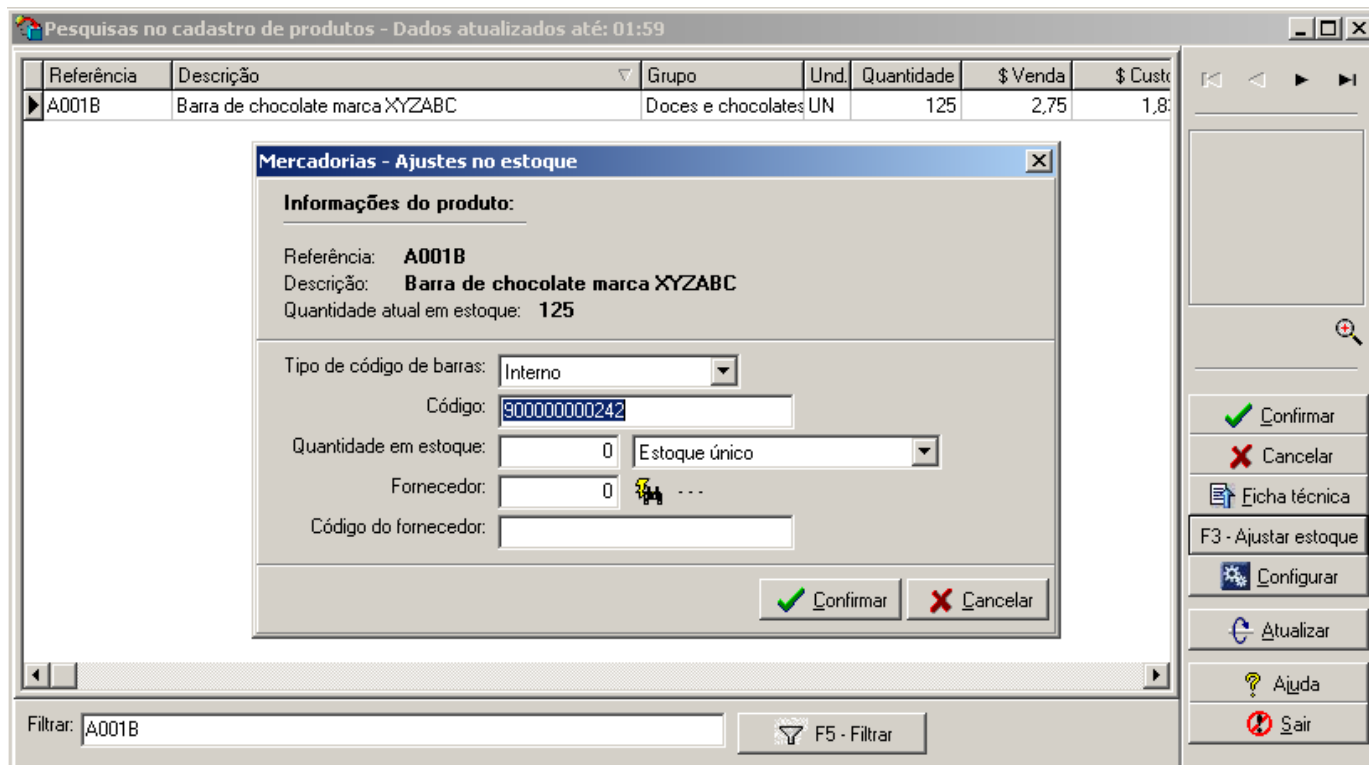 Pesquisas no cadastro de produtos - Dados atualizados até: 01:59
Referência Descrição Grupo Und. Quantidade $ Venda $ Custo
A001B Barra de chocolate marca XYZABC Doces e chocolates UN 125 2,75 1,8
Mercadorias - Ajustes no estoque
Informações do produto:
Referência: A001B
Descrição: Barra de chocolate marca XYZABC
Quantidade atual em estoque: 125
Tipo de código de barras: Interno
Código: 900000000242
Quantidade em estoque: 0 Estoque único
Fornecedor: 0 ---
Código do fornecedor:
Confirmar Cancelar
Confirmar
Cancelar
Ficha técnica
F3 - Ajustar estoque
Configurar
Atualizar
Ajuda
Sair
Filtrar: A001B F5 - Filtrar